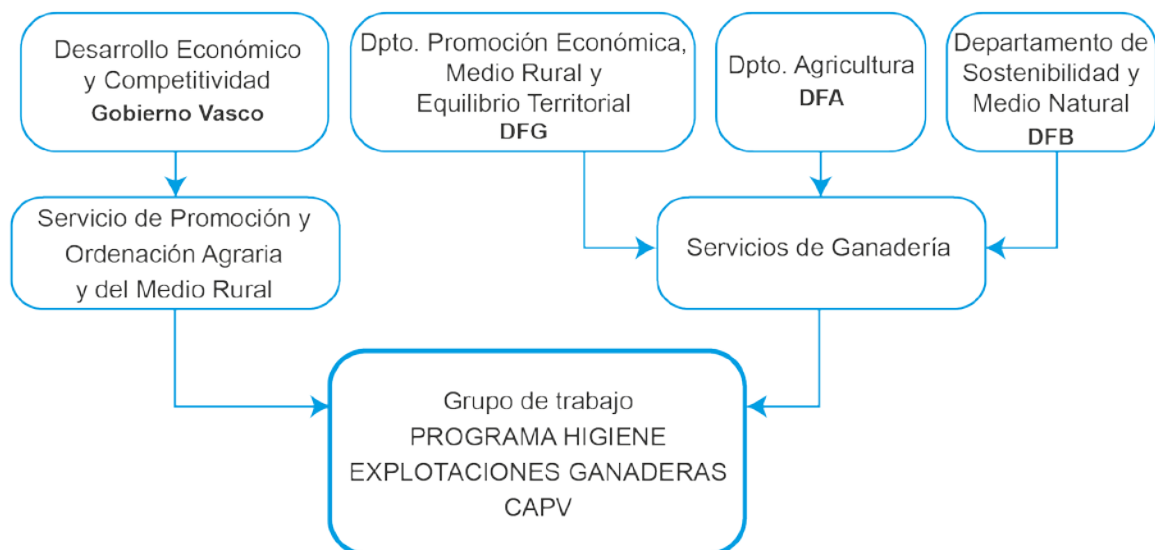 Desarrollo Económico
y Competitividad
Gobierno Vasco
Dpto. Promoción Económica,
Medio Rural y
Equilibrio Territorial
DFG
Dpto. Agricultura
DFA
Departamento de
Sostenibilidad y
Medio Natural
DFB
Servicio de Promoción y
Ordenación Agraria
y del Medio Rural
Servicios de Ganadería
Grupo de trabajo
PROGRAMA HIGIENE
EXPLOTACIONES GANADERAS
CAPV